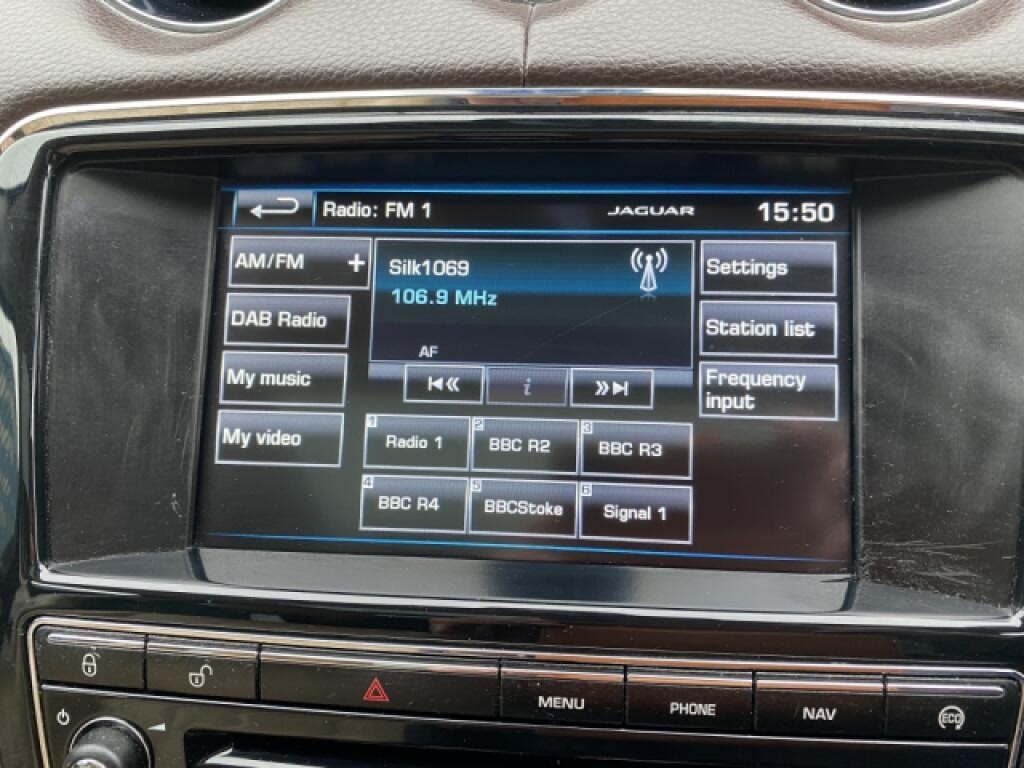 Radio: FM 1
JAGUAR
15:50
AM/FM +
Silk1069
106.9 MHz
AF
Settings
DAB Radio
Station list
My music
i
Frequency
input
My video
1 Radio 1
2 BBC R2
3 BBC R3
4 BBC R4
5 BBCStoke
6 Signal 1
MENU
PHONE
NAV
ECO